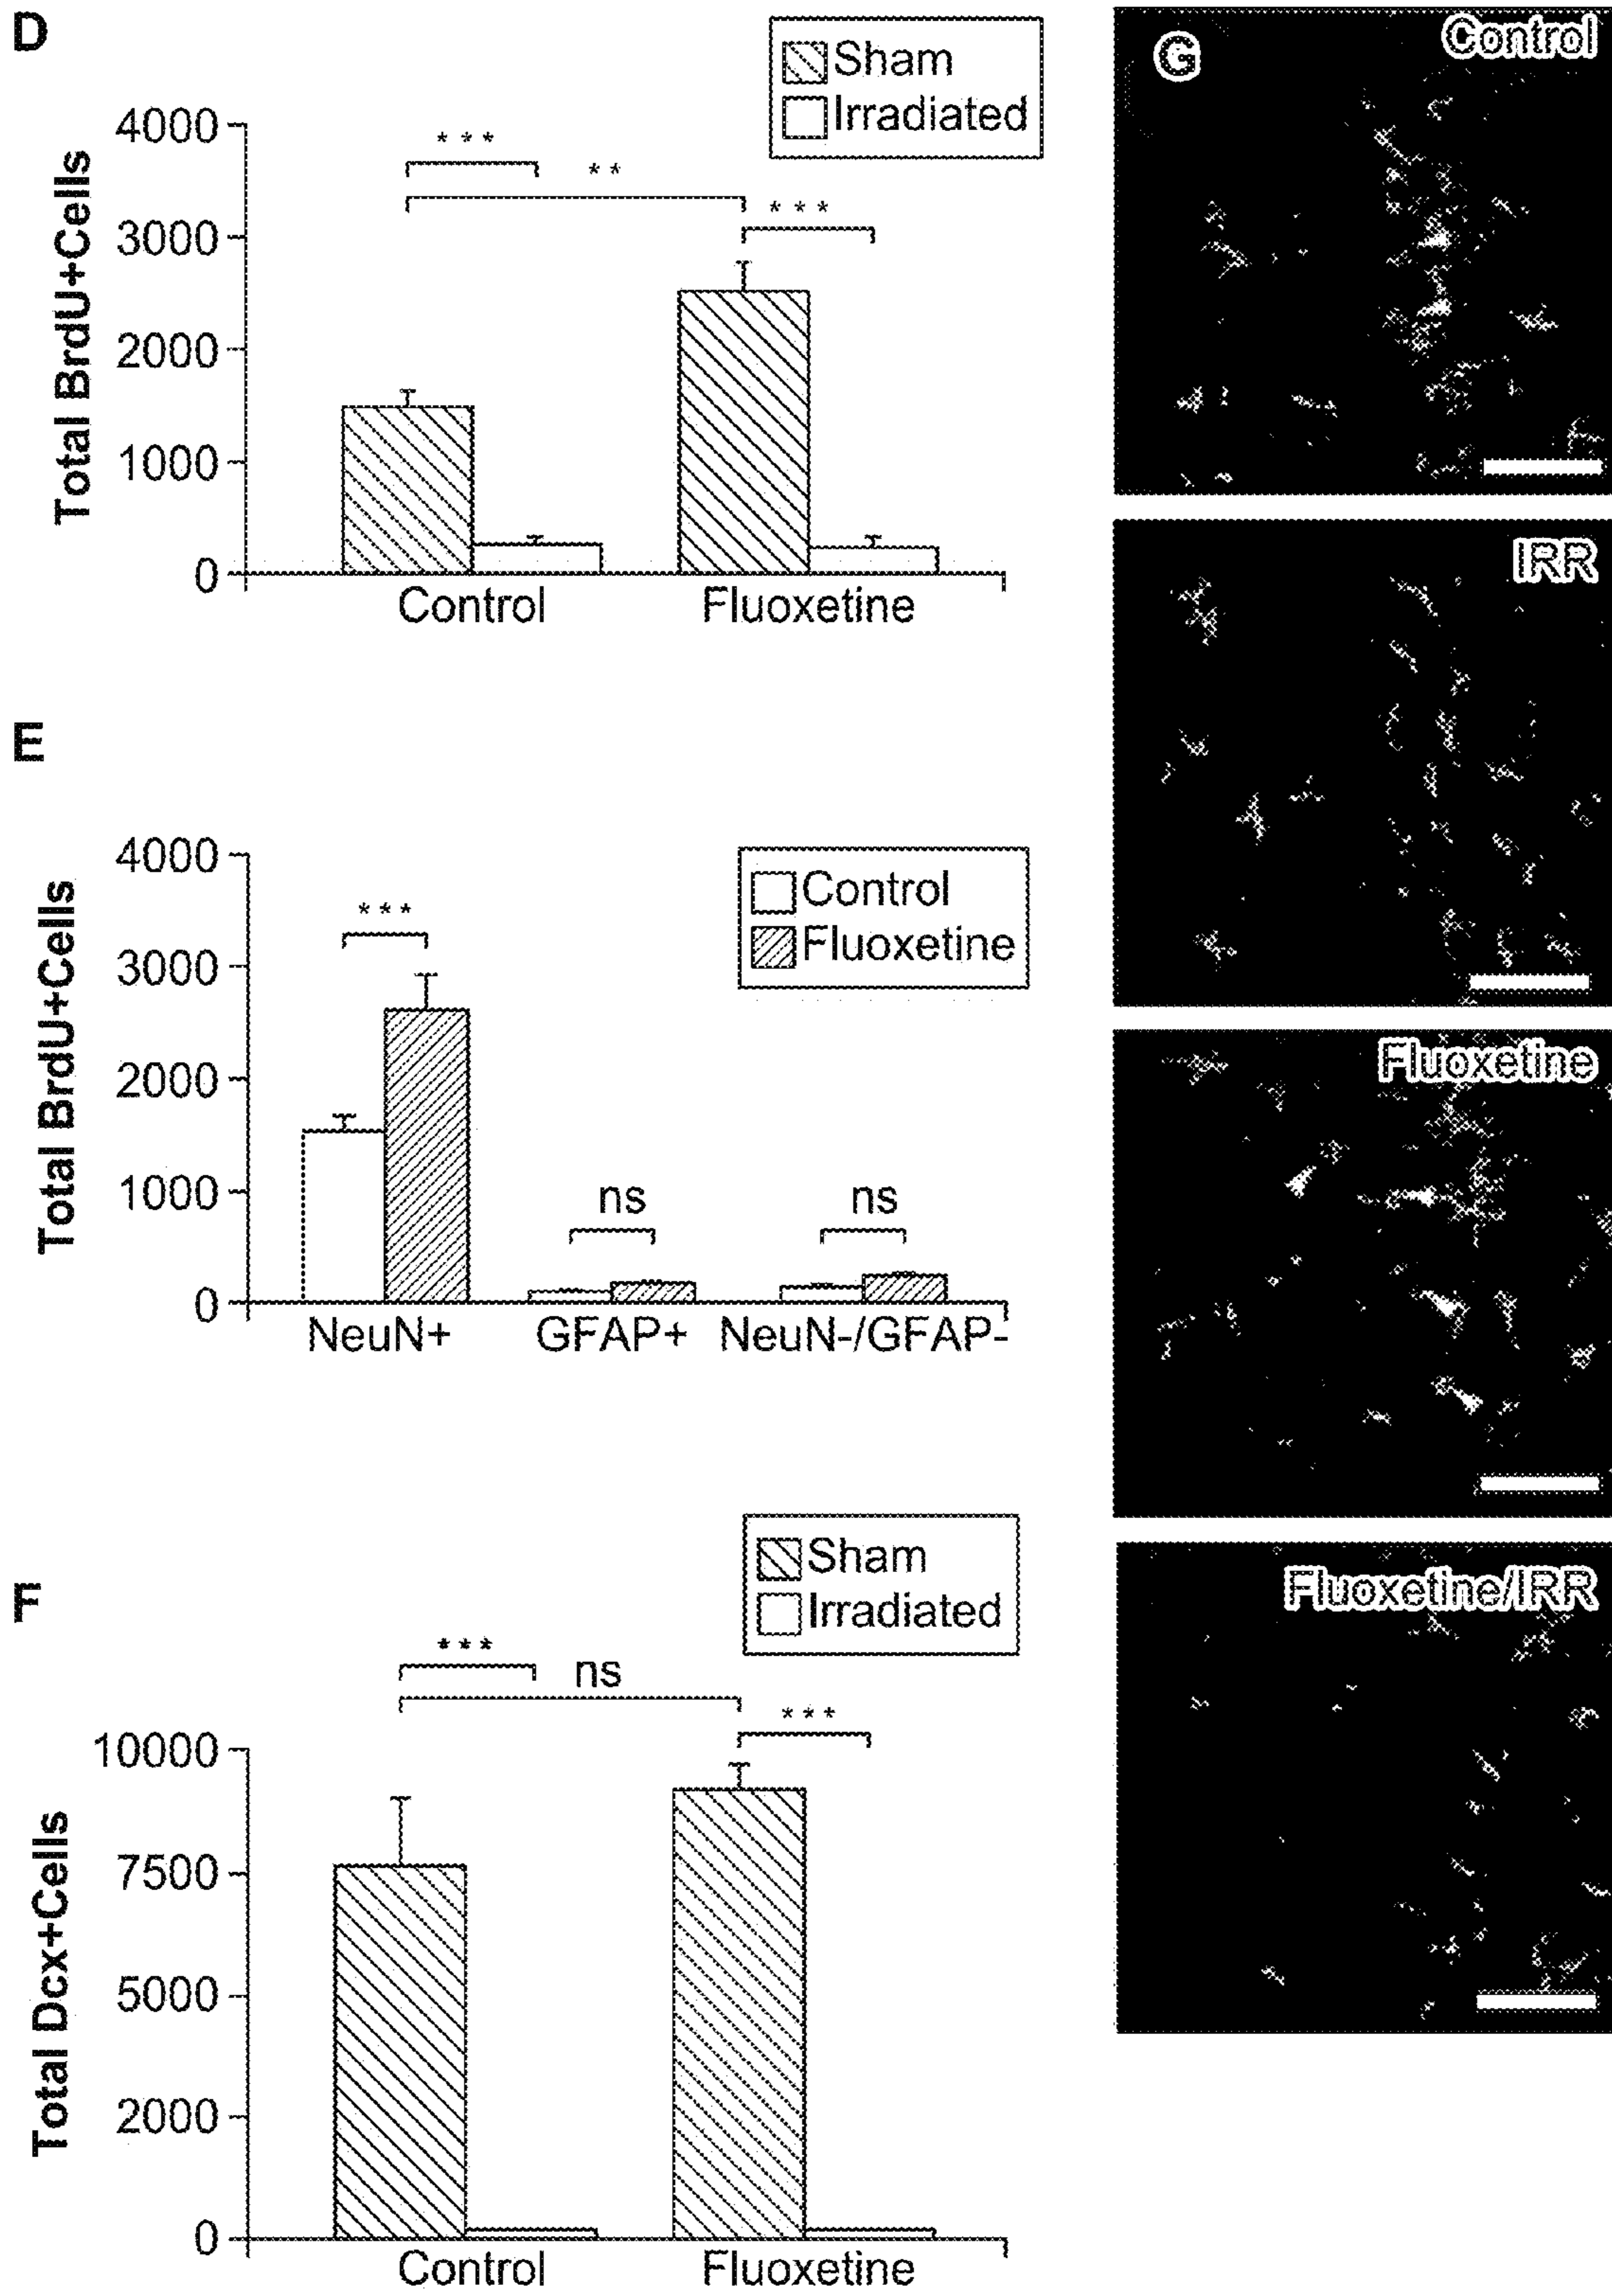 D
Sham
Irradiated
Total BrdU+Cells
4000
3000
2000
1000
0
***
**
***
Control
Fluoxetine
E
Control
Fluoxetine
Total BrdU+Cells
4000
3000
2000
1000
0
***
ns
ns
NeuN+
GFAP+
NeuN-/GFAP-
F
Sham
Irradiated
Total Dcx+Cells
10000
7500
5000
2000
0
***
ns
***
Control
Fluoxetine
G
Control
IRR
Fluoxetine
Fluoxetine/IRR